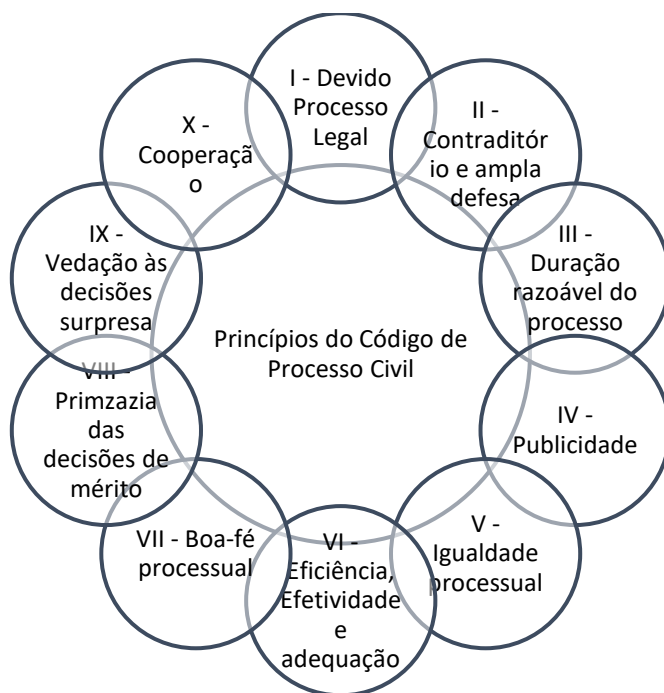 I - Devido
Processo
Legal
II -
Contraditór
io e ampla
defesa
III -
Duração
razoável do
processo
IV -
Publicidade
V -
Igualdade
processual
VI -
Eficiência,
Efetividade
e
adequação
VII - Boa-fé
processual
VIII -
Primzazia
das
decisões de
mérito
IX -
Vedação às
decisões
surpresa
X -
Cooperaçã
o
Princípios do Código de
Processo Civil